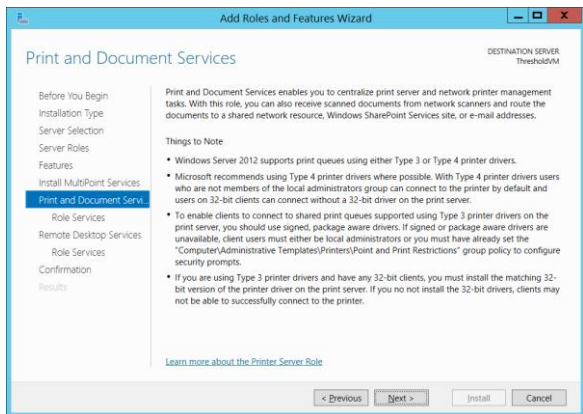 Add Roles and Features Wizard
Print and Document Services
DESTINATION SERVER
ThresholdVM
Before You Begin
Installation Type
Server Selection
Server Roles
Features
Install MultiPoint Services
Print and Document Servi...
Role Services
Remote Desktop Services
Role Services
Confirmation
Results
Print and Document Services enables you to centralize print server and network printer management
tasks. With this role, you can also receive scanned documents from network scanners and route the
documents to a shared network resource, Windows SharePoint Services site, or e-mail addresses.
Things to Note
• Windows Server 2012 supports print queues using either Type 3 or Type 4 printer drivers.
• Microsoft recommends using Type 4 printer drivers where possible. With Type 4 printer drivers users
who are not members of the local administrators group can connect to the printer by default and
users on 32-bit clients can connect without a 32-bit driver on the print server.
• To enable clients to connect to shared print queues supported using Type 3 printer drivers on the
print server, you should use signed, package aware drivers. If signed or package aware drivers are
unavailable, client users must either be local administrators or you must have already set the
"Computer\Administrative Templates\Printers\Point and Print Restrictions" group policy to configure
security prompts.
• If you are using Type 3 printer drivers and have any 32-bit clients, you must install the matching 32-
bit version of the printer driver on the print server. If you no not install the 32-bit drivers, clients may
not be able to successfully connect to the printer.
Learn more about the Printer Server Role
< Previous
Next >
Install
Cancel